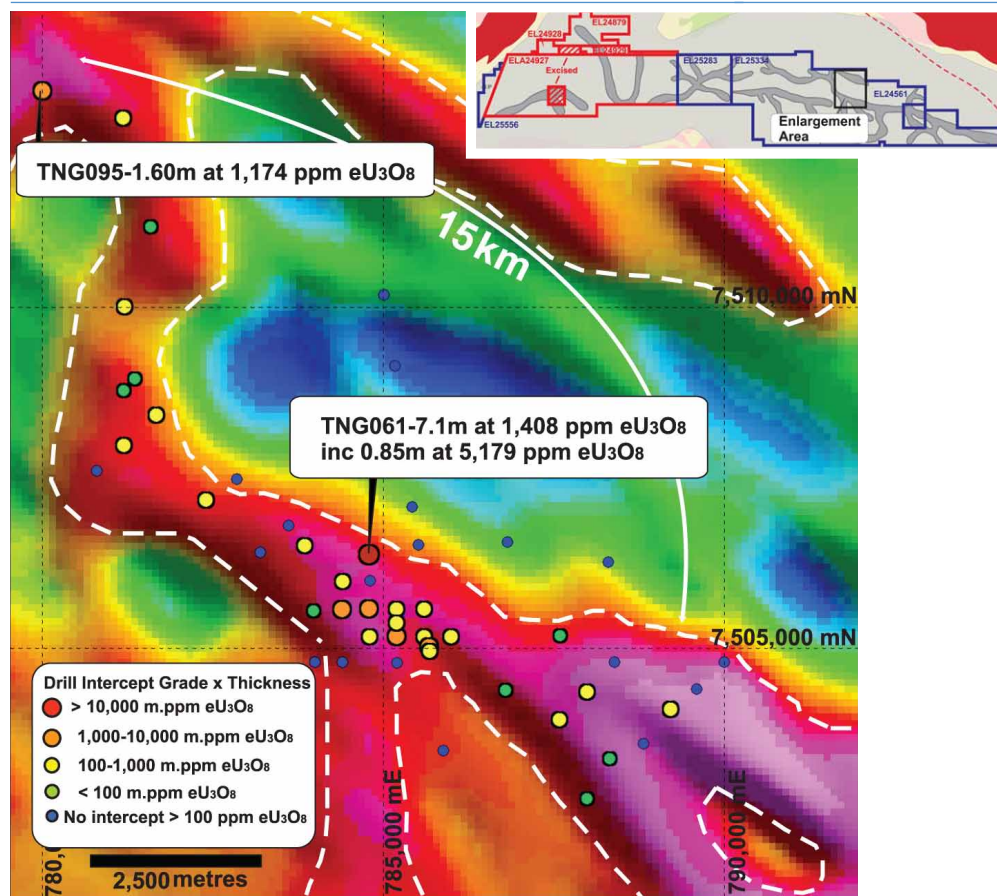 EL24879
EL24928
EL24929
ELA24927
EL25283
EL25334
Excised
EL24561
EL25556
Enlargement
Area
TNG095-1.60m at 1,174 ppm eU₃O₈
15km
7,510,000 mN
TNG061-7.1m at 1,408 ppm eU₃O₈
inc 0.85m at 5,179 ppm eU₃O₈
7,505,000 mN
Drill Intercept Grade x Thickness
> 10,000 m.ppm eU₃O₈
1,000-10,000 m.ppm eU₃O₈
100-1,000 m.ppm eU₃O₈
< 100 m.ppm eU₃O₈
No intercept > 100 ppm eU₃O₈
2,500 metres
785,000 mE
790,000 mE